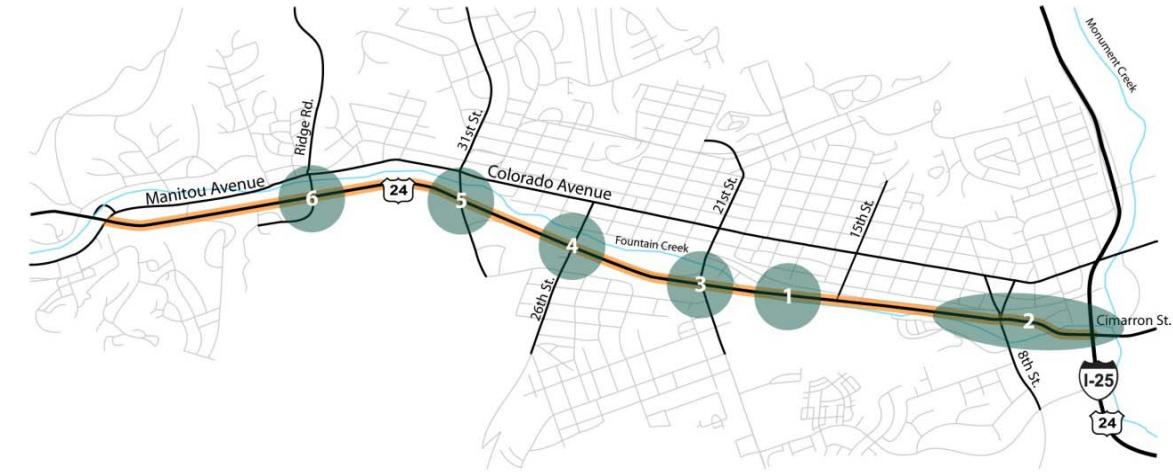 Monument Creek
Ridge Rd.
31st St.
Manitou Avenue
24
Colorado Avenue
6
5
21st St.
15th St.
4
Fountain Creek
3
1
26th St.
2
Cimarron St.
8th St.
I-25
24